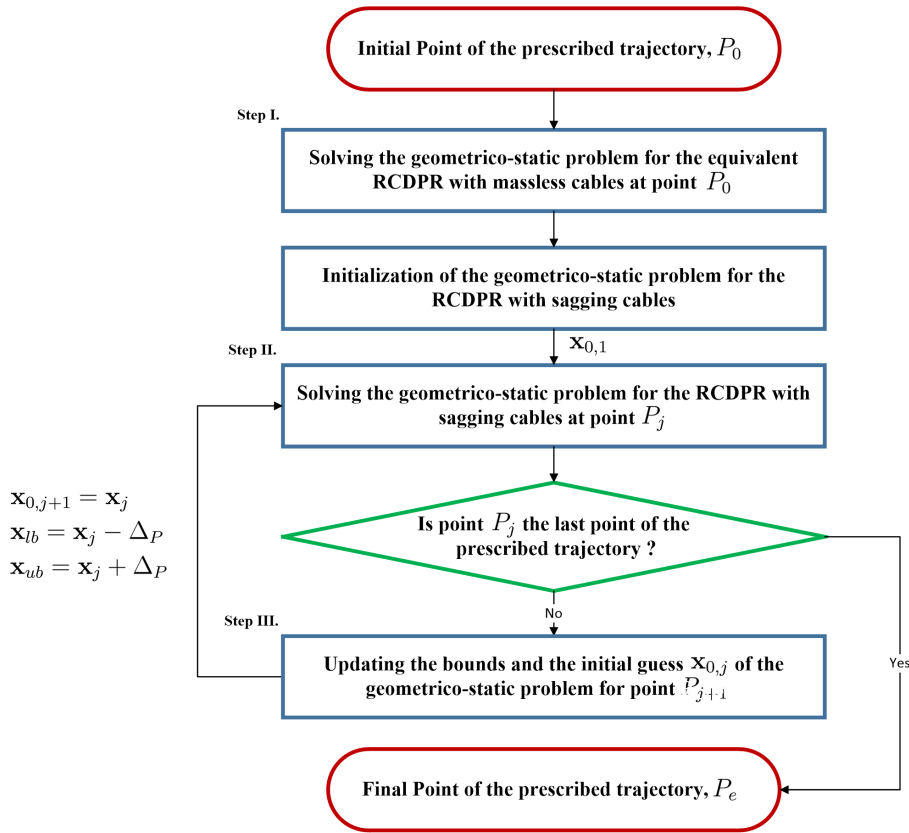 Initial Point of the prescribed trajectory, P_0
Step I.
Solving the geometrico-static problem for the equivalent
RCDPR with massless cables at point P_0
Initialization of the geometrico-static problem for the
RCDPR with sagging cables
x_{0,1}
Step II.
Solving the geometrico-static problem for the RCDPR with
sagging cables at point P_j
x_{0,j+1} = x_j
x_{lb} = x_j − Δ_P
x_{ub} = x_j + Δ_P
Is point P_j the last point of the
prescribed trajectory ?
No
Yes
Step III.
Updating the bounds and the initial guess x_{0,j} of the
geometrico-static problem for point P_{j+1}
Final Point of the prescribed trajectory, P_e